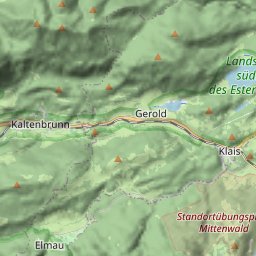 Lands
süd
des Ester
Gerold
Kaltenbrunn
Klais
Standortübungsp
Mittenwald
Elmau